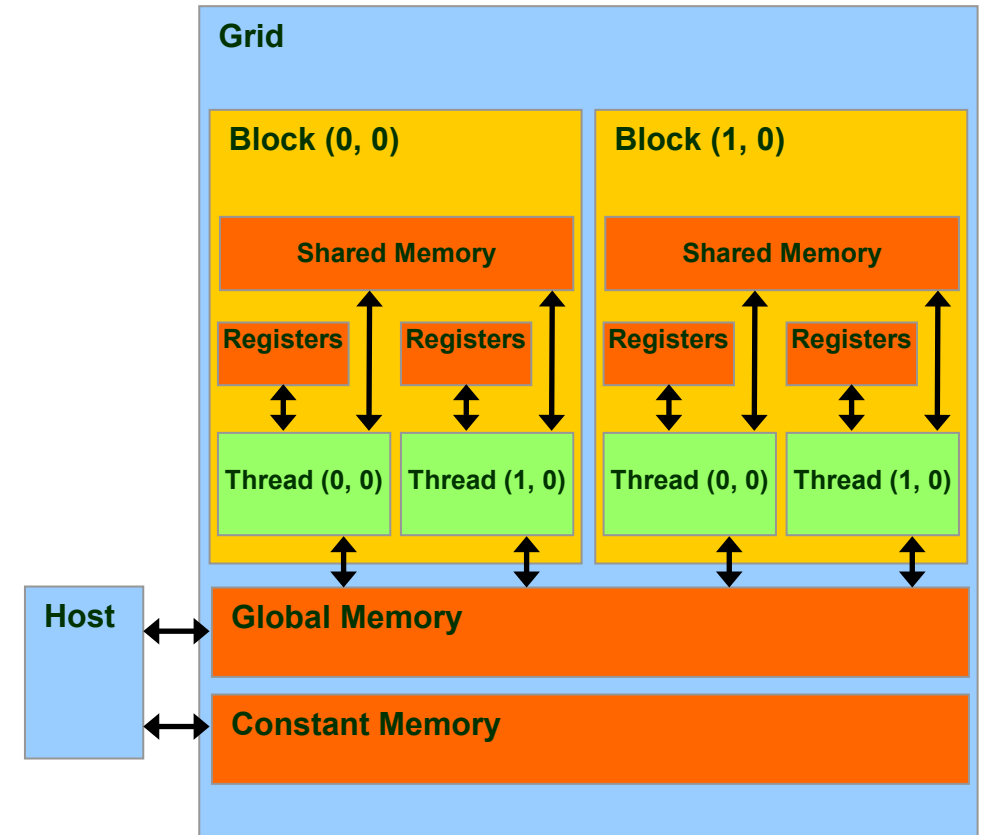 Grid
Block (0, 0)
Block (1, 0)
Shared Memory
Shared Memory
Registers
Registers
Registers
Registers
Thread (0, 0)
Thread (1, 0)
Thread (0, 0)
Thread (1, 0)
Host
Global Memory
Constant Memory